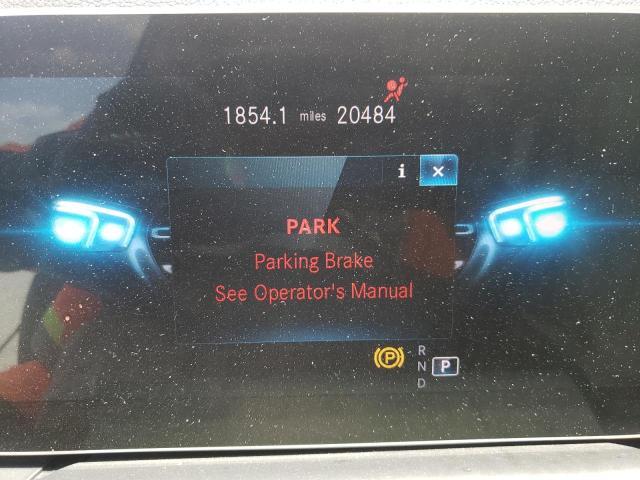 1854.1 miles 20484
i ×
PARK
Parking Brake
See Operator's Manual
P
R
N P
D